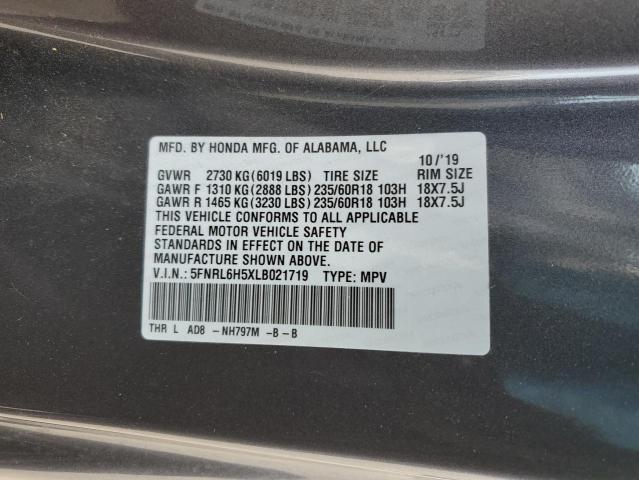 MFD. BY HONDA MFG. OF ALABAMA, LLC
10/'19
GVWR 2730 KG(6019 LBS) TIRE SIZE RIM SIZE
GAWR F 1310 KG(2888 LBS) 235/60R18 103H 18X7.5J
GAWR R 1465 KG(3230 LBS) 235/60R18 103H 18X7.5J
THIS VEHICLE CONFORMS TO ALL APPLICABLE
FEDERAL MOTOR VEHICLE SAFETY
STANDARDS IN EFFECT ON THE DATE OF
MANUFACTURE SHOWN ABOVE.
V.I.N.: 5FNRL6H5XLB021719 TYPE: MPV
THR L AD8 -NH797M -B-B